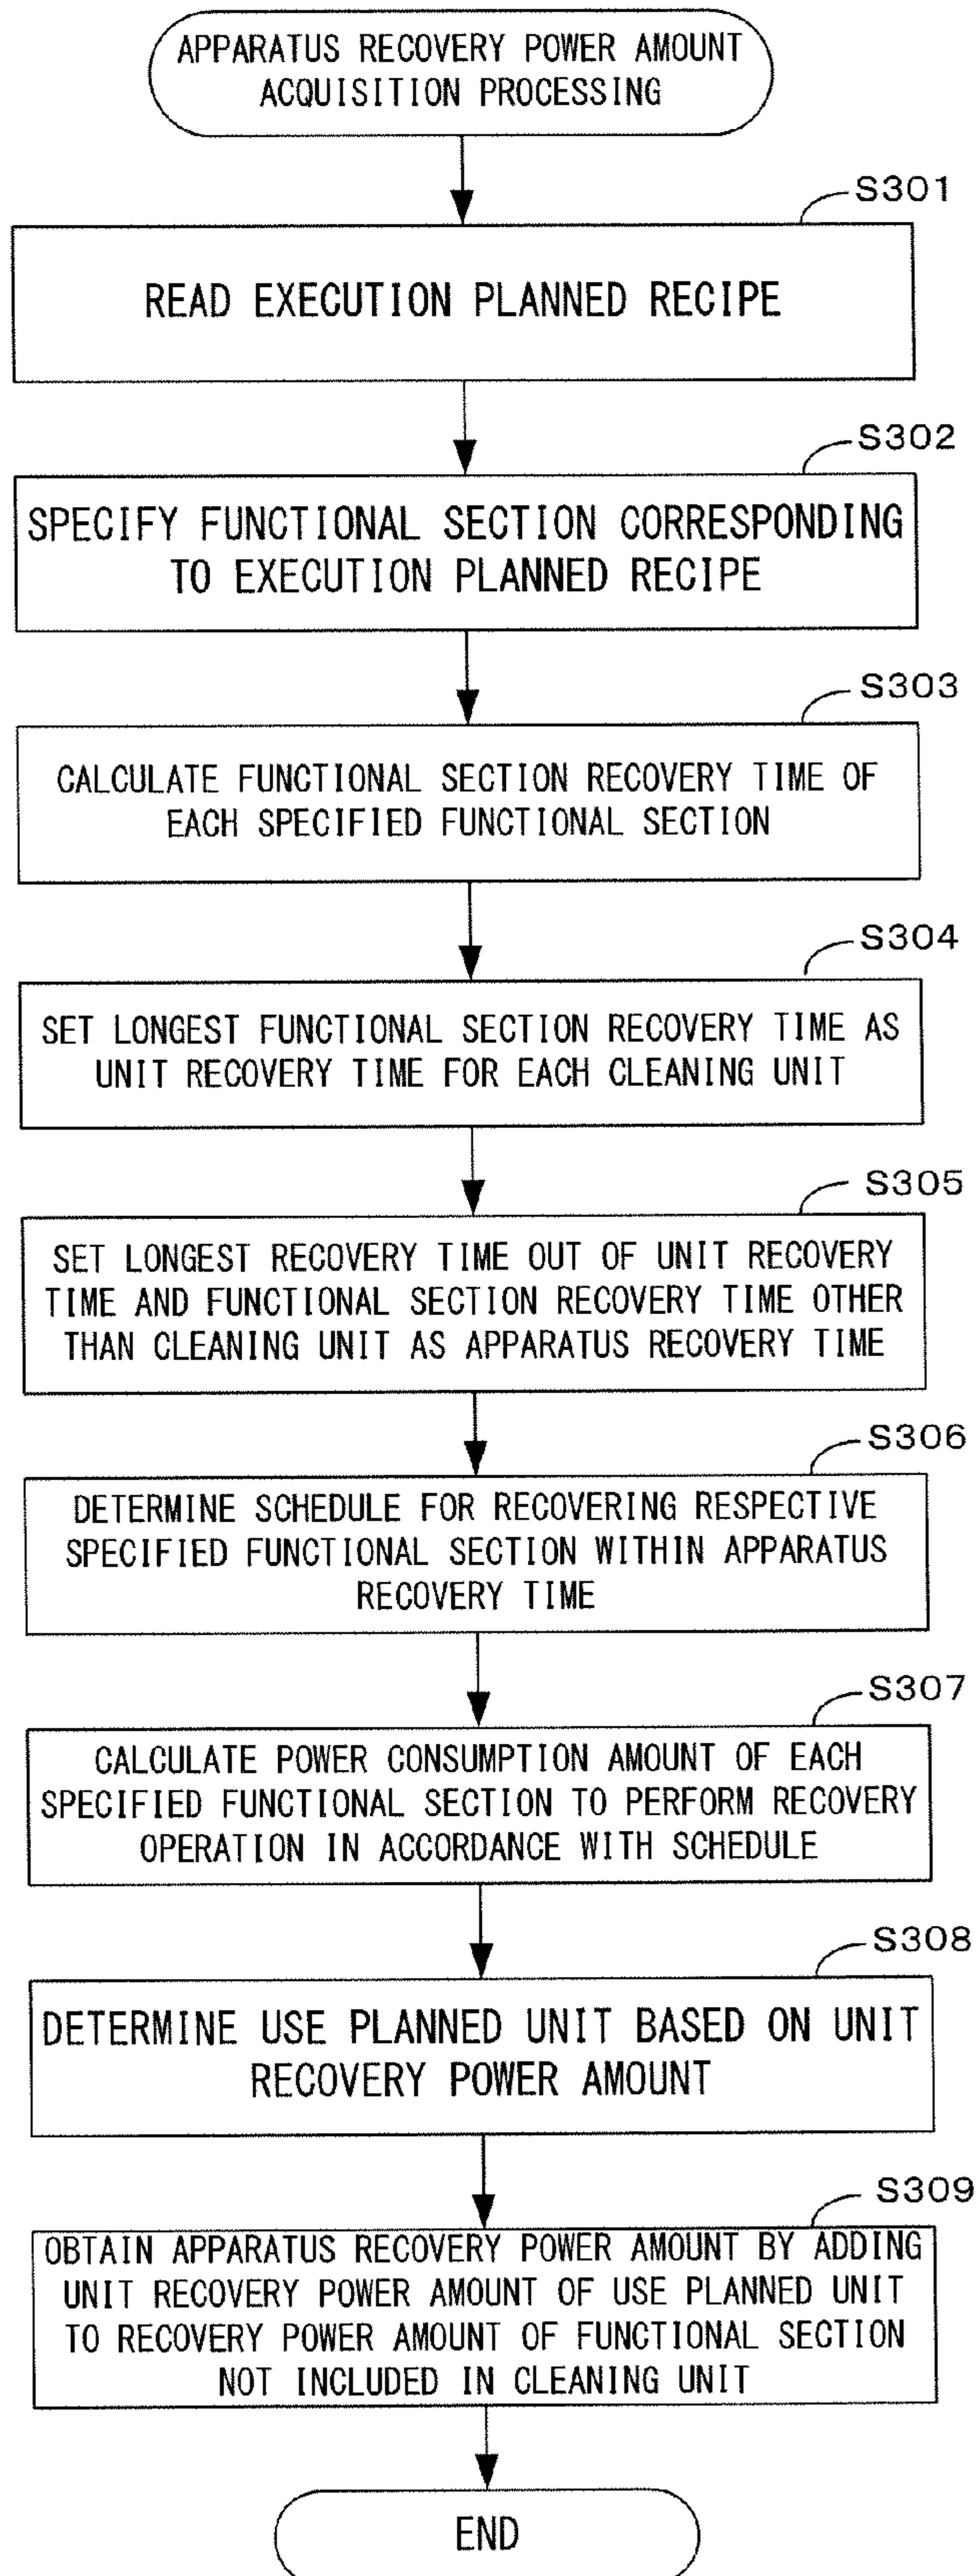 APPARATUS RECOVERY POWER AMOUNT
ACQUISITION PROCESSING
S301
READ EXECUTION PLANNED RECIPE
S302
SPECIFY FUNCTIONAL SECTION CORRESPONDING
TO EXECUTION PLANNED RECIPE
S303
CALCULATE FUNCTIONAL SECTION RECOVERY TIME OF
EACH SPECIFIED FUNCTIONAL SECTION
S304
SET LONGEST FUNCTIONAL SECTION RECOVERY TIME AS
UNIT RECOVERY TIME FOR EACH CLEANING UNIT
S305
SET LONGEST RECOVERY TIME OUT OF UNIT RECOVERY
TIME AND FUNCTIONAL SECTION RECOVERY TIME OTHER
THAN CLEANING UNIT AS APPARATUS RECOVERY TIME
S306
DETERMINE SCHEDULE FOR RECOVERING RESPECTIVE
SPECIFIED FUNCTIONAL SECTION WITHIN APPARATUS
RECOVERY TIME
S307
CALCULATE POWER CONSUMPTION AMOUNT OF EACH
SPECIFIED FUNCTIONAL SECTION TO PERFORM RECOVERY
OPERATION IN ACCORDANCE WITH SCHEDULE
S308
DETERMINE USE PLANNED UNIT BASED ON UNIT
RECOVERY POWER AMOUNT
S309
OBTAIN APPARATUS RECOVERY POWER AMOUNT BY ADDING
UNIT RECOVERY POWER AMOUNT OF USE PLANNED UNIT
TO RECOVERY POWER AMOUNT OF FUNCTIONAL SECTION
NOT INCLUDED IN CLEANING UNIT
END